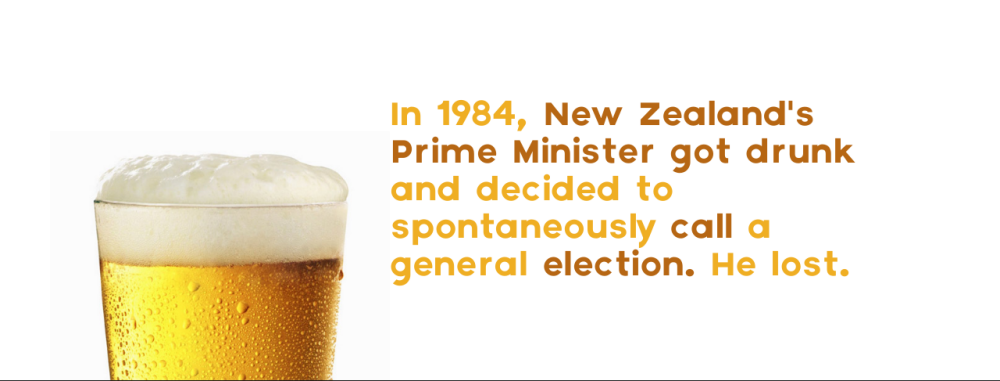 In 1984, New Zealand's
Prime Minister got drunk
and decided to
spontaneously call a
general election. He lost.